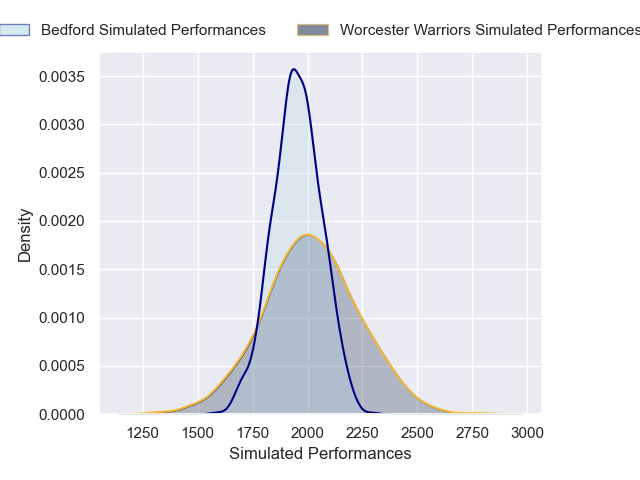 Bedford Simulated Performances Worcester Warriors Simulated Performances
0.0035
0.0030
0.0025
0.0020
0.0015
0.0010
0.0005
0.0000
Density
1250 1500 1750 2000 2250 2500 2750 3000
Simulated Performances